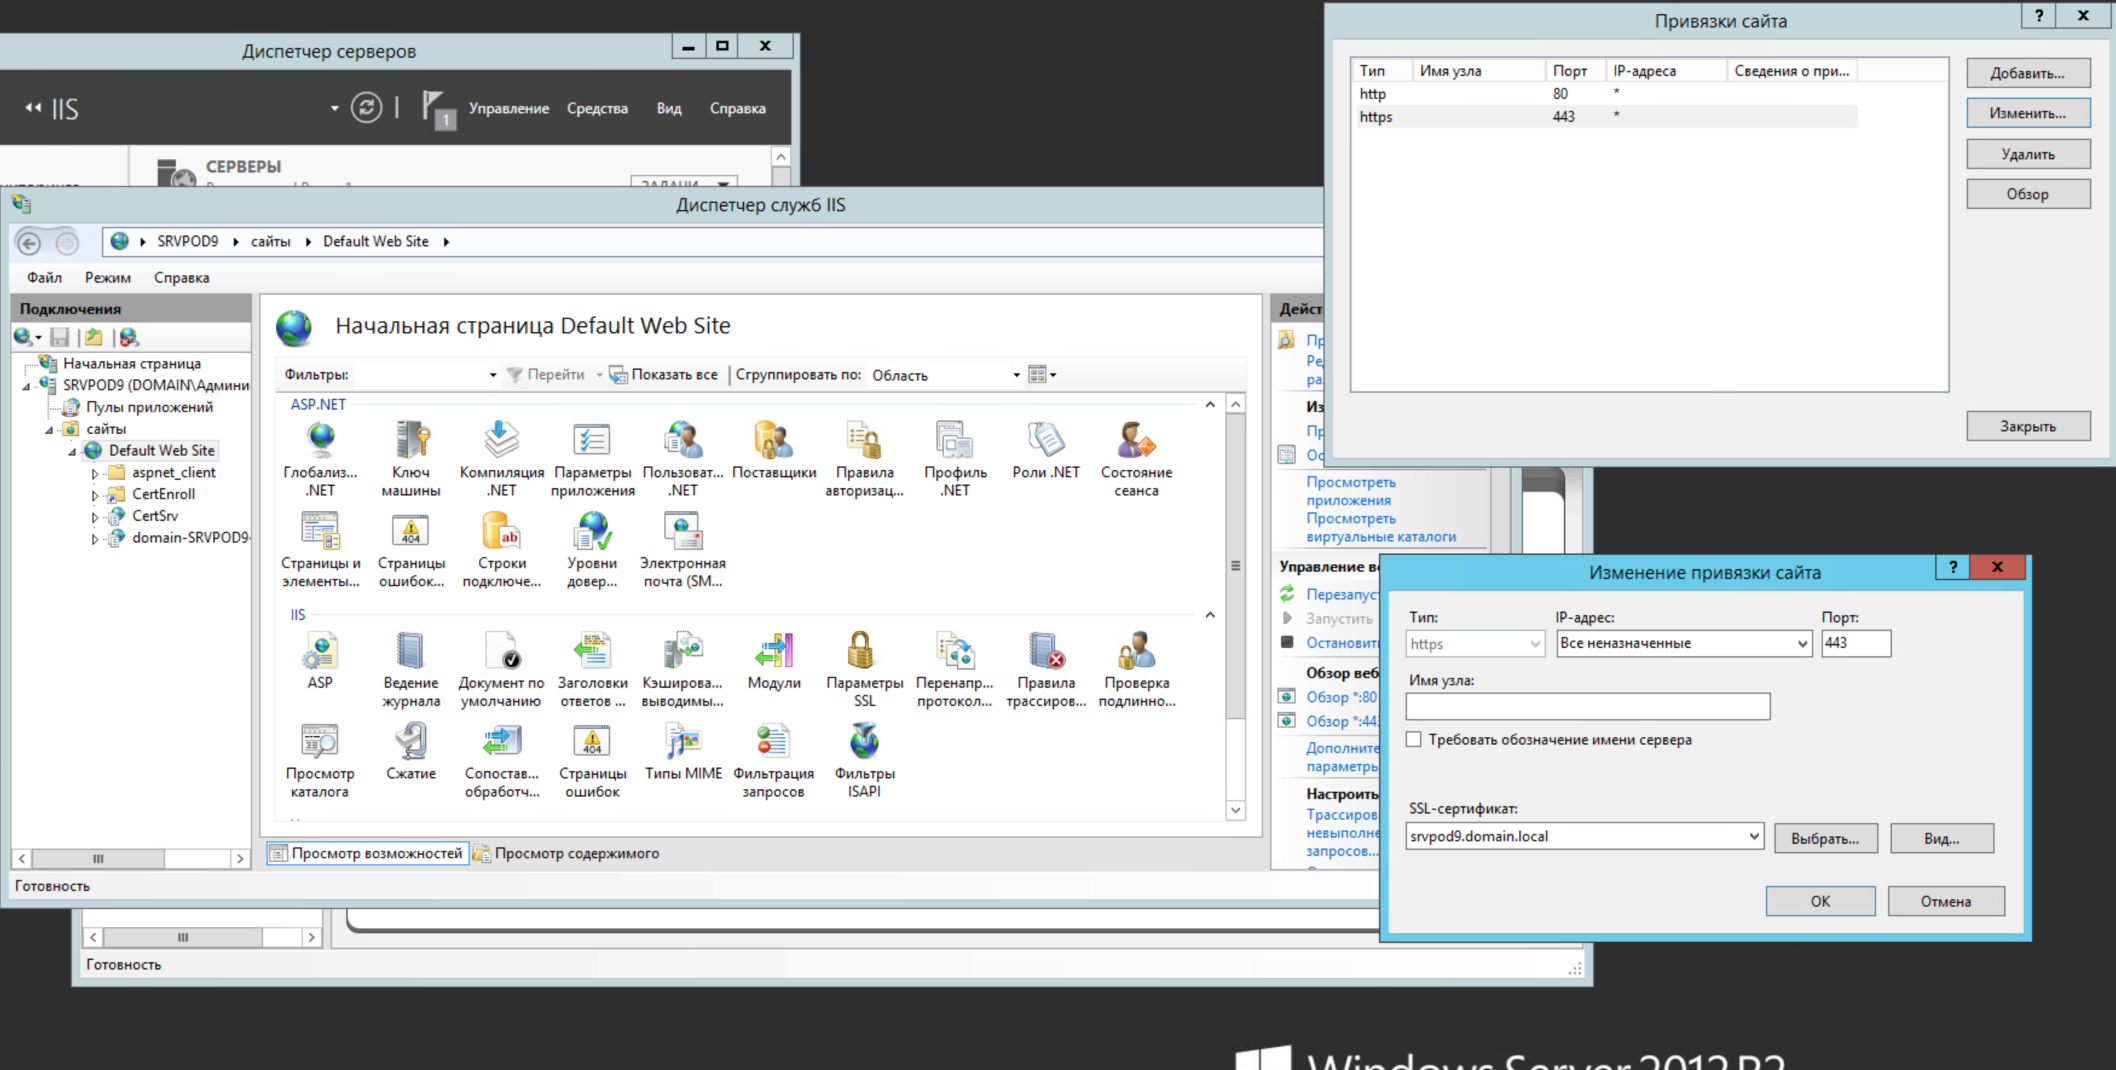 Привязки сайта
? x
Диспетчер серверов
x
Тип Имя узла Порт IP-адреса Сведения о при...
http 80 *
https 443 *
Добавить...
Изменить...
Удалить
Обзор
Закрыть
IIS
1
Управление Средства Вид Справка
СЕРВЕРЫ
Диспетчер служб IIS
SRVPOD9 сайты Default Web Site
Файл Режим Справка
Подключения
Начальная страница
SRVPOD9 (DOMAIN\Админи
Пулы приложений
сайты
Default Web Site
aspnet_client
CertEnroll
CertSrv
domain-SRVPOD9-
Начальная страница Default Web Site
Фильтры: Перейти Показать все Сгруппировать по: Область
ASP.NET
Глобализ... .NET
Ключ машины
Компиляция .NET
Параметры приложения
Пользоват... .NET
Поставщики
Правила авторизац...
Профиль .NET
Роли .NET
Состояние сеанса
404
ab
Страницы и элементы...
Страницы ошибок...
Строки подключе...
Уровни довер...
Электронная почта (SM...
IIS
ASP
Ведение журнала
Документ по умолчанию
Заголовки ответов ...
Кэширова... выводимы...
Модули
Параметры SSL
Перенапр... протокол...
Правила трассиров...
Проверка подлинно...
404
Просмотр каталога
Сжатие
Сопостав... обработч...
Страницы ошибок
Типы MIME
Фильтрация запросов
Фильтры ISAPI
Просмотр возможностей Просмотр содержимого
Готовность
Дейст
Пр
Ре
ра
Из
Пр
Ос
Просмотреть
приложения
Просмотреть
виртуальные каталоги
Управление в
Перезапус
Запустить
Остановит
Обзор веб
Обзор *:80
Обзор *:44
Дополните
параметры
Настроить
Трассиров
невыполне
запросов...
Изменение привязки сайта
? x
Тип: IP-адрес: Порт:
https Все неназначенные 443
Имя узла:
Требовать обозначение имени сервера
SSL-сертификат:
srvpod9.domain.local Выбрать... Вид...
OK Отмена
Готовность
Windows Server 2012 R2